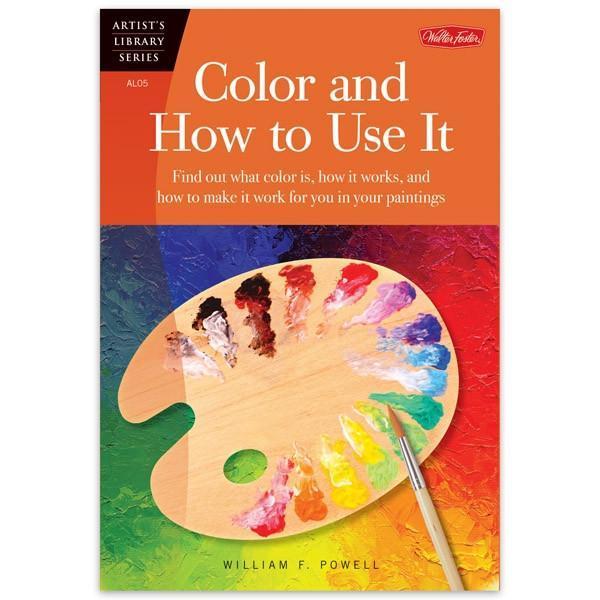 ARTIST'S
LIBRARY
SERIES
AL05
Walter Foster
Color and
How to Use It
Find out what color is, how it works, and
how to make it work for you in your paintings
WILLIAM F. POWELL